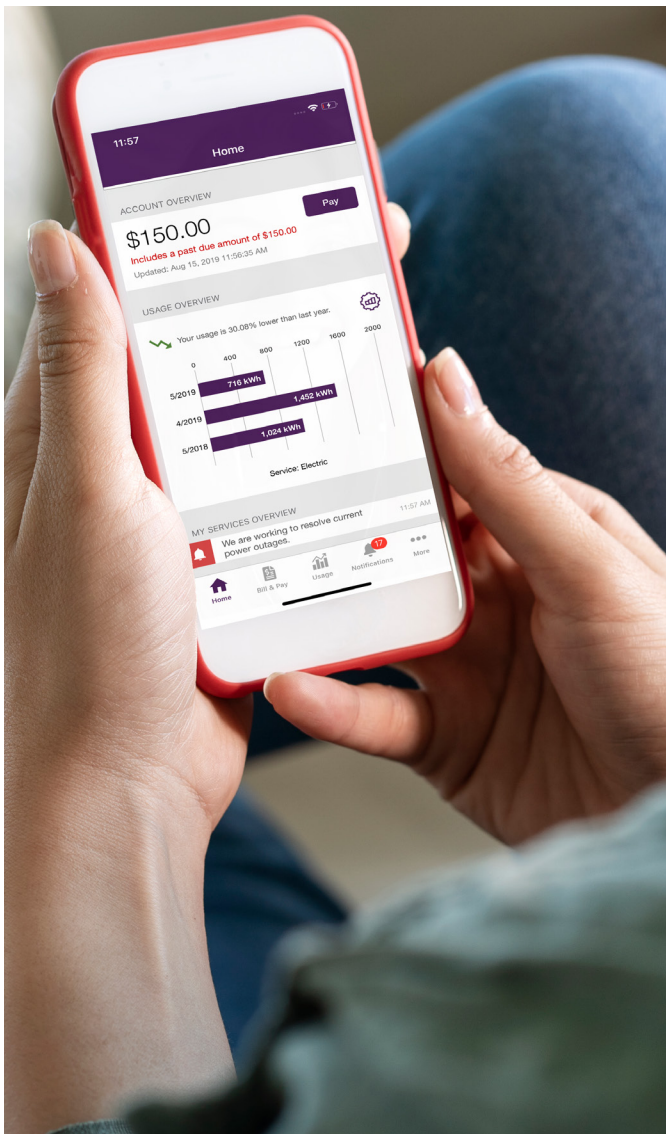 11:57
Home
ACCOUNT OVERVIEW
$150.00
Pay
Includes a past due amount of $150.00
Updated: Aug 15, 2019 11:56:35 AM
USAGE OVERVIEW
Your usage is 30.08% lower than last year.
0 400 800 1200 1600 2000
5/2019 716 kWh
4/2019 1,452 kWh
5/2018 1,024 kWh
Service: Electric
MY SERVICES OVERVIEW
We are working to resolve current 11:57 AM
power outages.
17
Home Bill & Pay Usage Notifications More